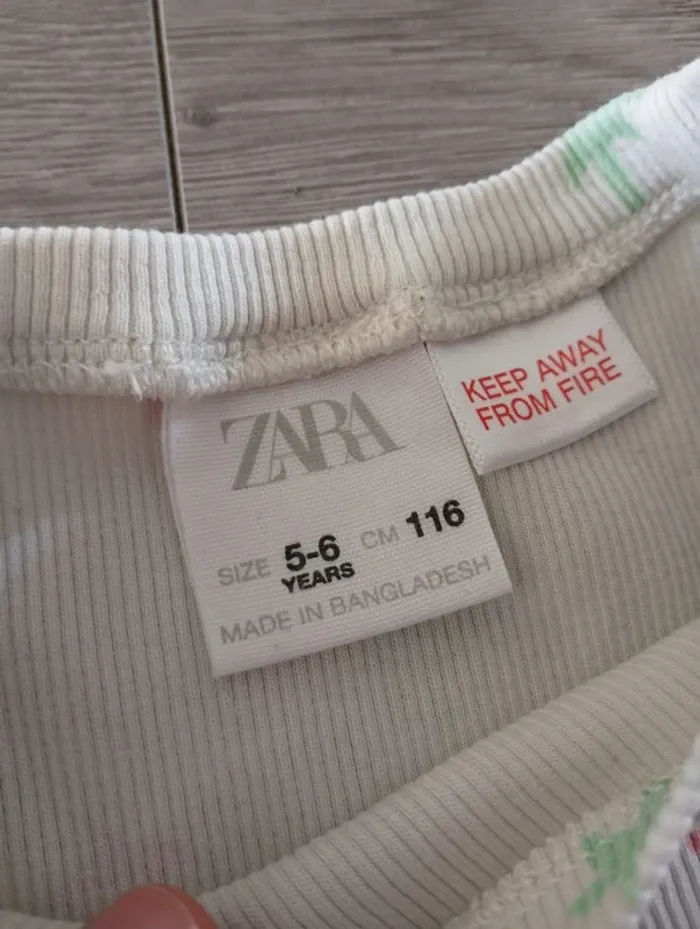 ZARA
SIZE 5-6 YEARS CM 116
MADE IN BANGLADESH
KEEP AWAY
FROM FIRE